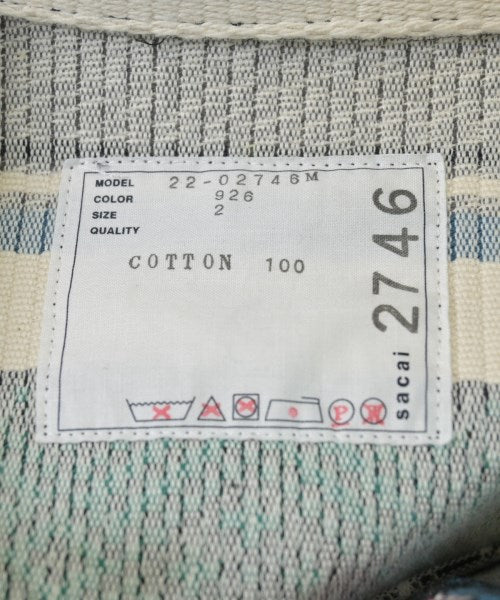 MODEL 22-02746M
COLOR 926
SIZE 2
QUALITY
COTTON 100
P W
sacai 2746